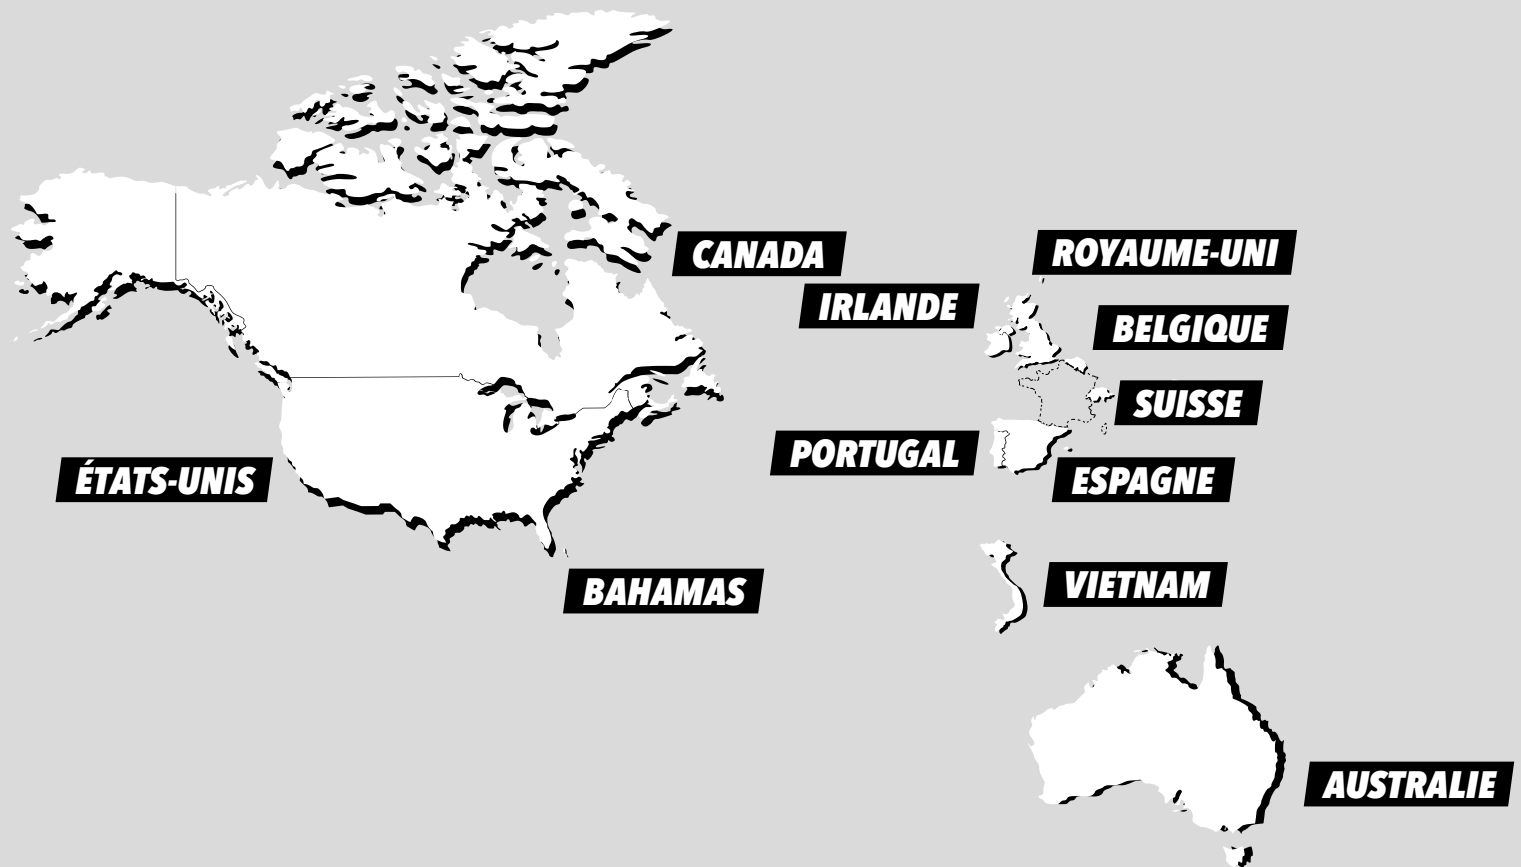 CANADA
ROYAUME-UNI
IRLANDE
BELGIQUE
SUISSE
PORTUGAL
ÉTATS-UNIS
ESPAGNE
BAHAMAS
VIETNAM
AUSTRALIE